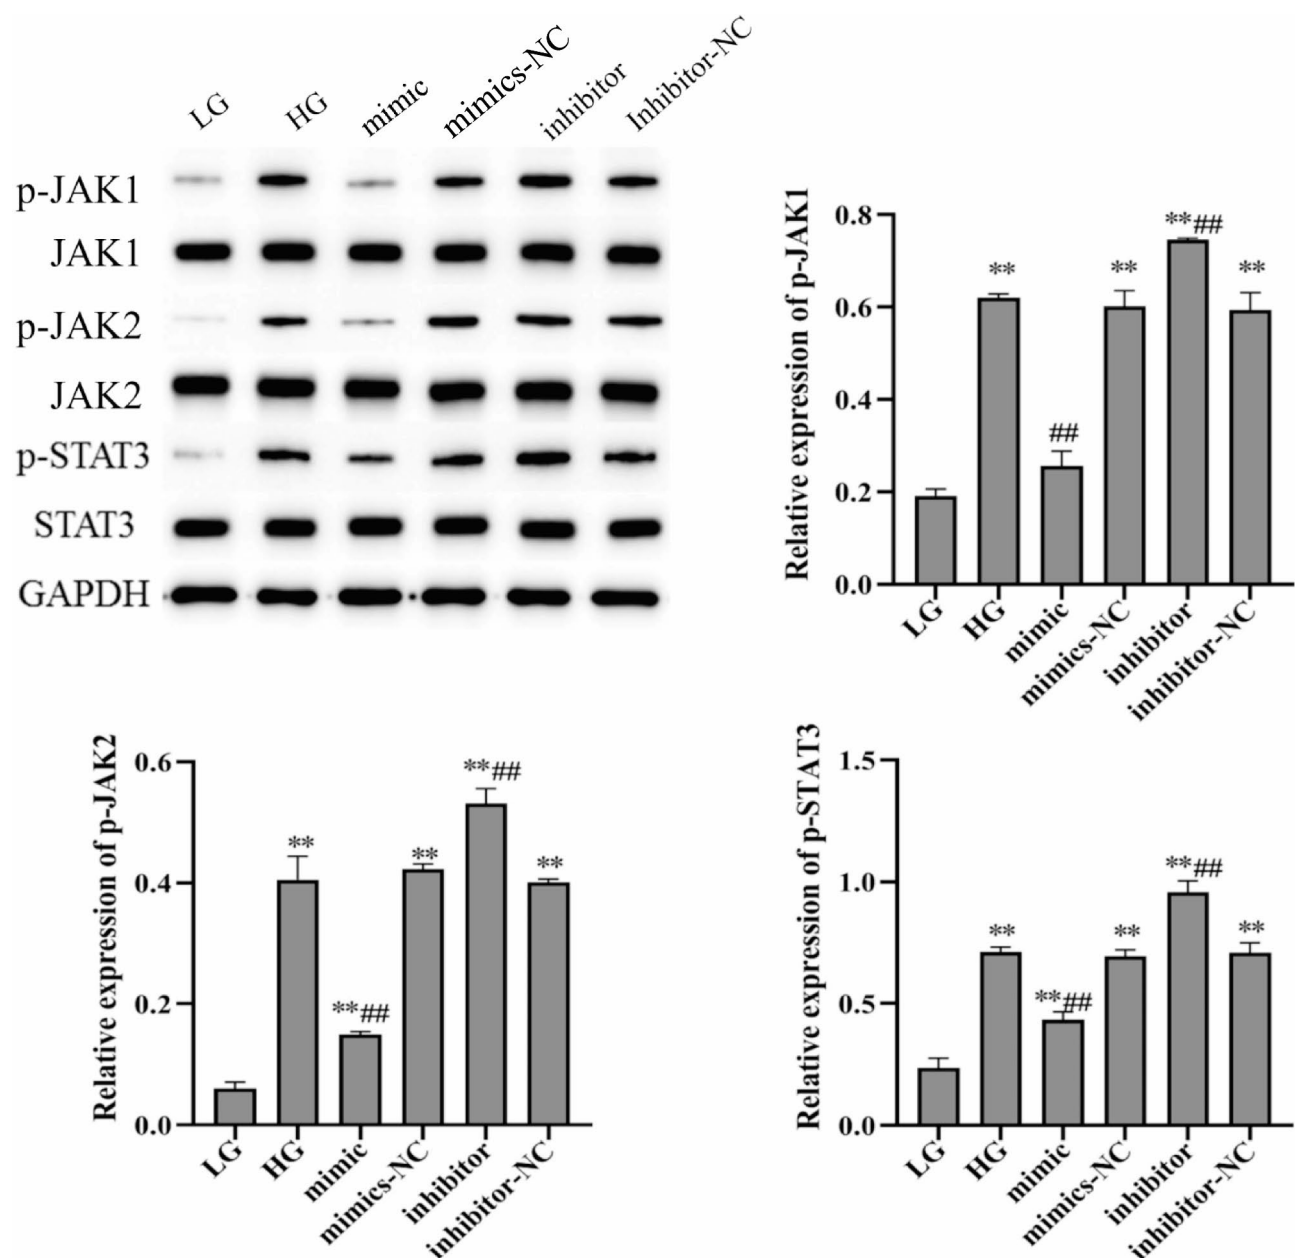 LG HG mimic mimics-NC inhibitor Inhibitor-NC
p-JAK1
JAK1
p-JAK2
JAK2
p-STAT3
STAT3
GAPDH
Relative expression of p-JAK1
0.8
0.6
0.4
0.2
0.0
**
##
**
**##
**
LG HG mimic mimics-NC inhibitor inhibitor-NC
Relative expression of p-JAK2
0.6
0.4
0.2
0.0
**
**##
**
**##
**
LG HG mimic mimics-NC inhibitor inhibitor-NC
Relative expression of p-STAT3
1.5
1.0
0.5
0.0
**
**##
**
**##
**
LG HG mimic mimics-NC inhibitor inhibitor-NC